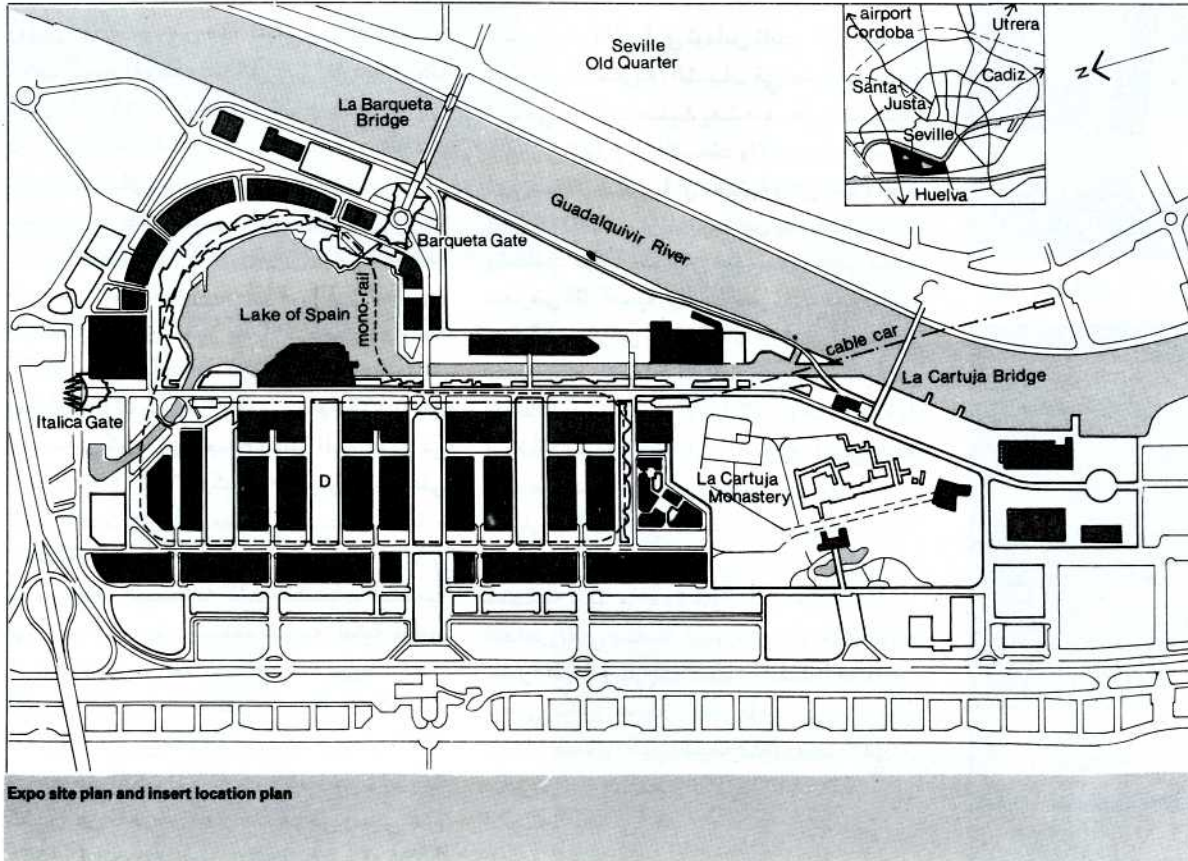 Seville
Old Quarter
airport
Cordoba
Utrera
Cadiz
Santa
Justa
Seville
Huelva
N
La Barqueta
Bridge
Guadalquivir River
Barqueta Gate
Lake of Spain
mono-rail
cable car
La Cartuja Bridge
Italica Gate
D
La Cartuja
Monastery
Expo site plan and insert location plan